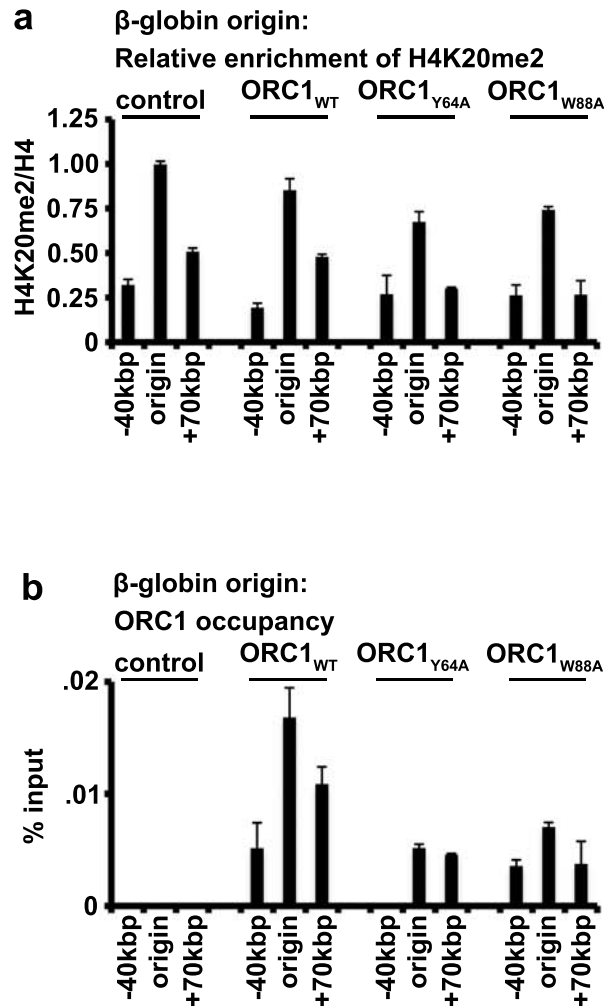 a
β-globin origin:
Relative enrichment of H4K20me2
control ORC1WT ORC1Y64A ORC1W88A
H4K20me2/H4
1.25
1.00
0.75
0.50
0.25
0
-40kbp origin +70kbp -40kbp origin +70kbp -40kbp origin +70kbp -40kbp origin +70kbp
b
β-globin origin:
ORC1 occupancy
control ORC1WT ORC1Y64A ORC1W88A
% input
.02
.01
0
-40kbp origin +70kbp -40kbp origin +70kbp -40kbp origin +70kbp -40kbp origin +70kbp